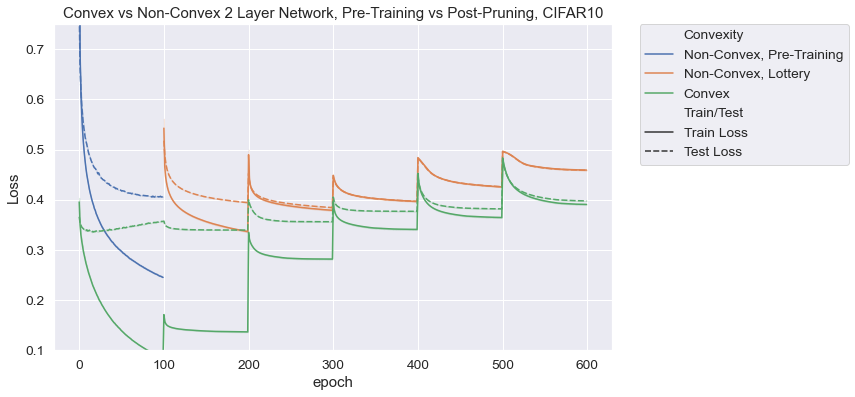 Convex vs Non-Convex 2 Layer Network, Pre-Training vs Post-Pruning, CIFAR10
Loss
0.7
0.6
0.5
0.4
0.3
0.2
0.1
0 100 200 300 400 500 600
epoch
Convexity
Non-Convex, Pre-Training
Non-Convex, Lottery
Convex
Train/Test
Train Loss
Test Loss